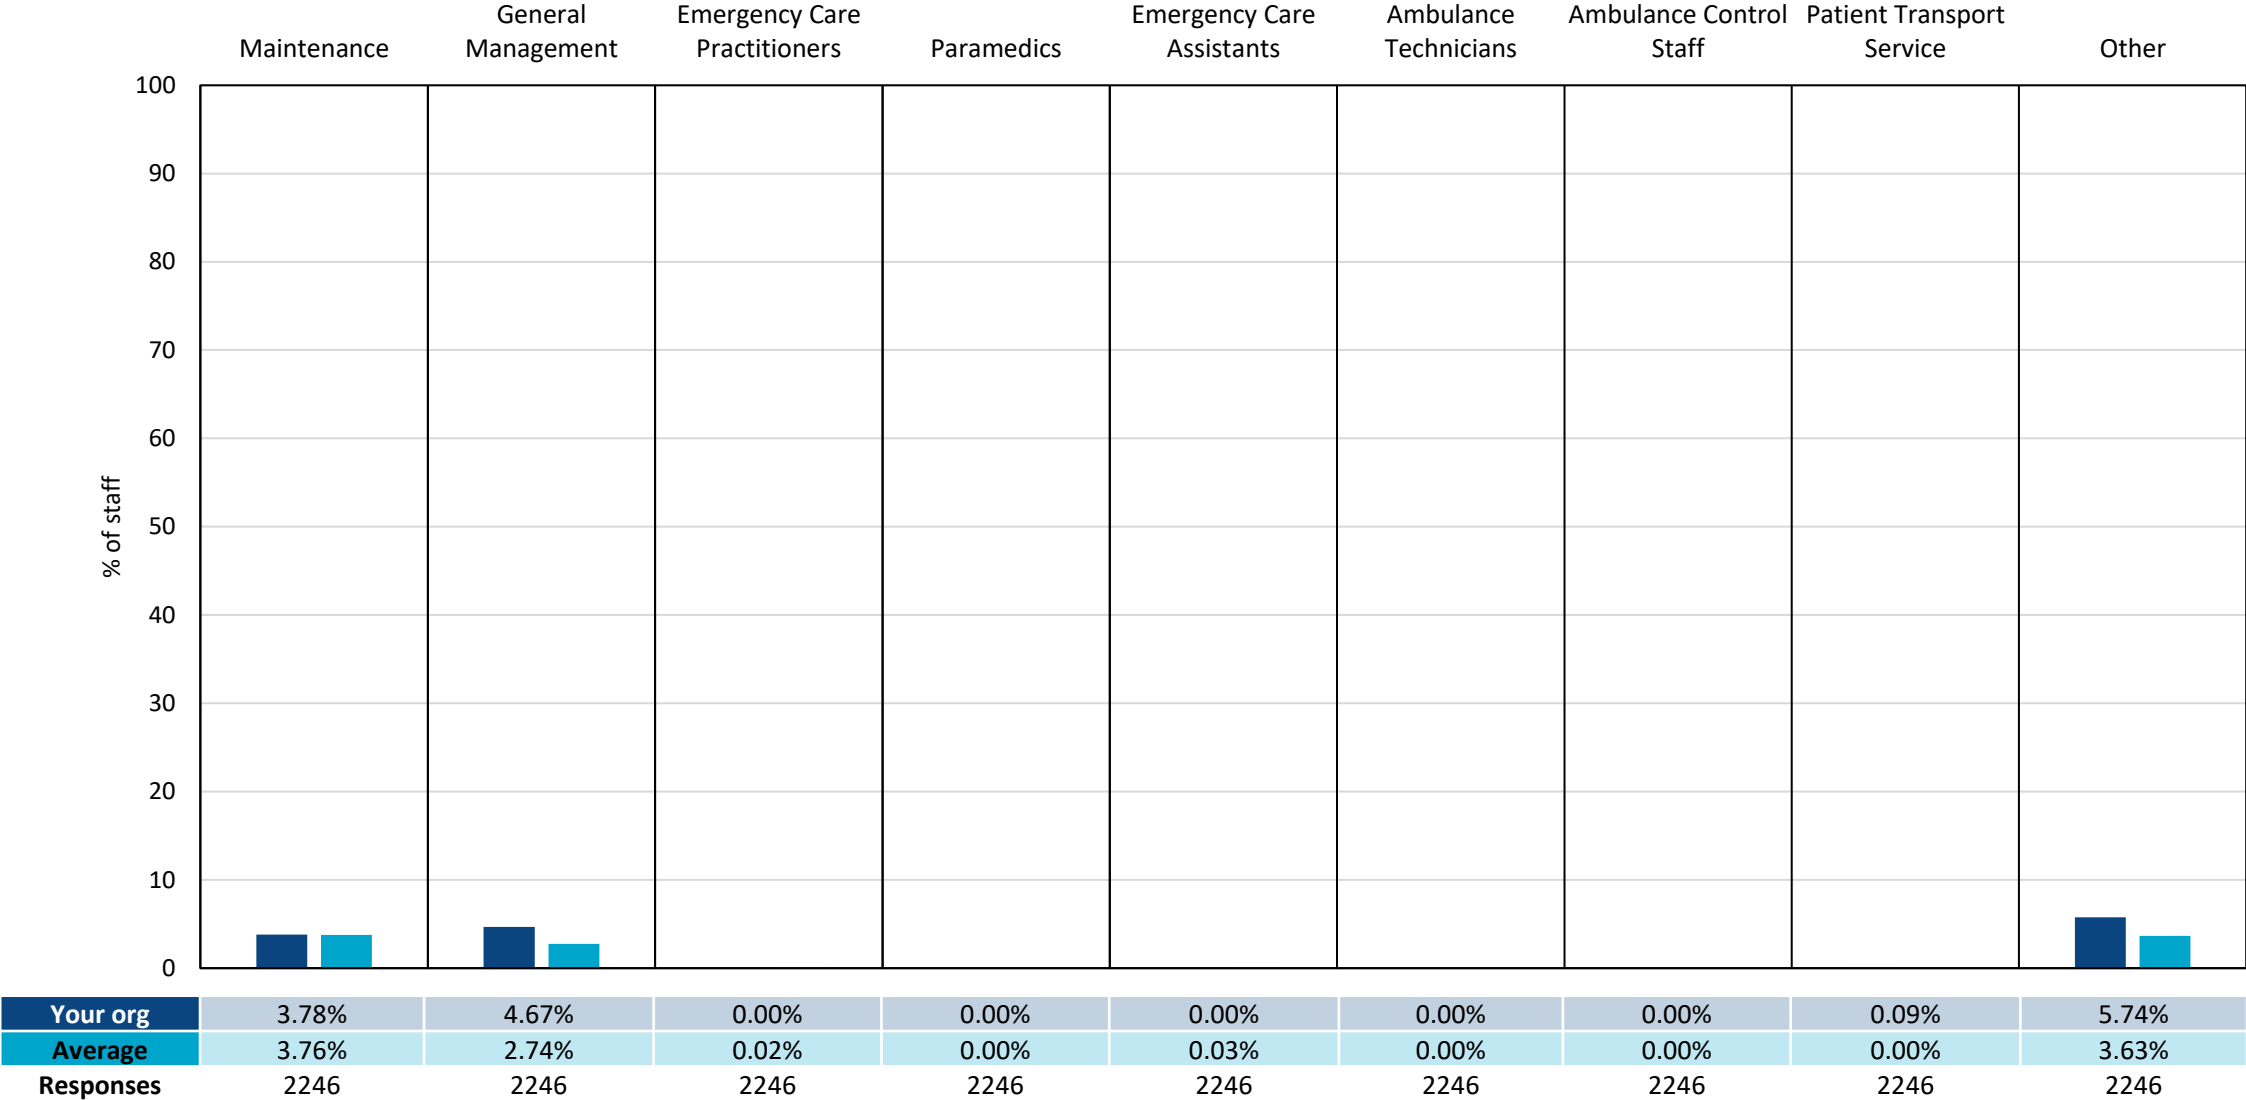 Maintenance
General
Management
Emergency Care
Practitioners
Paramedics
Emergency Care
Assistants
Ambulance
Technicians
Ambulance Control
Staff
Patient Transport
Service
Other
% of staff
100
90
80
70
60
50
40
30
20
10
0
Your org 3.78% 4.67% 0.00% 0.00% 0.00% 0.00% 0.00% 0.09% 5.74%
Average 3.76% 2.74% 0.02% 0.00% 0.03% 0.00% 0.00% 0.00% 3.63%
Responses 2246 2246 2246 2246 2246 2246 2246 2246 2246